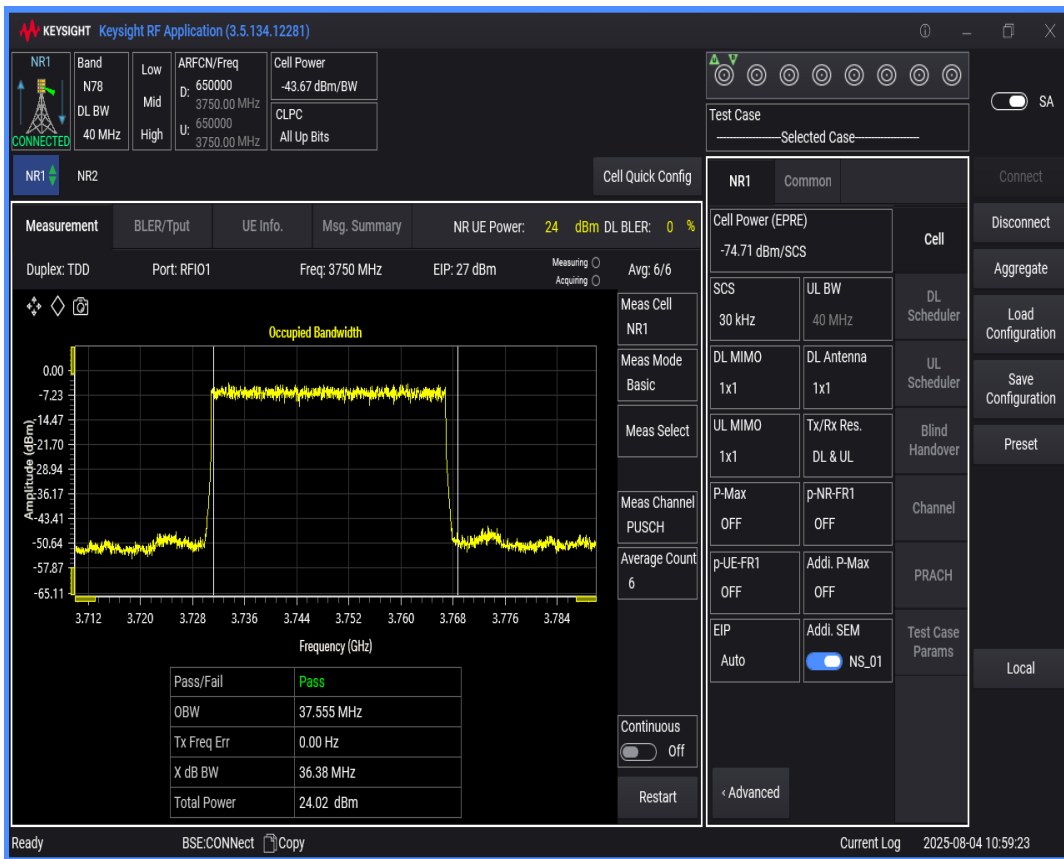 KEYSIGHT Keysight RF Application (3.5.134.12281)
NR1
CONNECTED
Band
N78
DL BW
40 MHz
Low
Mid
High
ARFCN/Freq
D: 650000
3750.00 MHz
U: 650000
3750.00 MHz
Cell Power
-43.67 dBm/BW
CLPC
All Up Bits
Test Case
----------------------Selected Case---------------------
SA
NR1
NR2
Cell Quick Config
NR1
Common
Connect
Measurement
BLER/Tput
UE Info.
Msg. Summary
NR UE Power: 24 dBm DL BLER: 0 %
Duplex: TDD
Port: RFIO1
Freq: 3750 MHz
EIP: 27 dBm
Measuring
Acquiring
Avg: 6/6
Occupied Bandwidth
Amplitude (dBm)
0.00
-7.23
-14.47
-21.70
-28.94
-36.17
-43.41
-50.64
-57.87
-65.11
3.712 3.720 3.728 3.736 3.744 3.752 3.760 3.768 3.776 3.784
Frequency (GHz)
Pass/Fail Pass
OBW 37.555 MHz
Tx Freq Err 0.00 Hz
X dB BW 36.38 MHz
Total Power 24.02 dBm
Meas Cell
NR1
Meas Mode
Basic
Meas Select
Meas Channel
PUSCH
Average Count
6
Continuous
Off
Restart
Cell Power (EPRE)
-74.71 dBm/SCS
SCS
30 kHz
UL BW
40 MHz
DL MIMO
1x1
DL Antenna
1x1
UL MIMO
1x1
Tx/Rx Res.
DL & UL
P-Max
OFF
p-NR-FR1
OFF
p-UE-FR1
OFF
Addi. P-Max
OFF
EIP
Auto
Addi. SEM
NS_01
‹ Advanced
Cell
DL
Scheduler
UL
Scheduler
Blind
Handover
Channel
PRACH
Test Case
Params
Disconnect
Aggregate
Load
Configuration
Save
Configuration
Preset
Local
Ready
BSE:CONNect
Copy
Current Log
2025-08-04 10:59:23